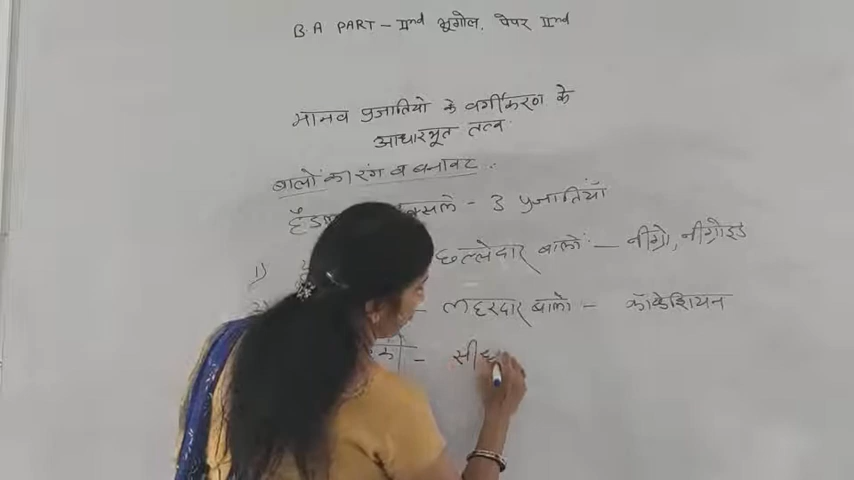 B.A PART - IInd भूगोल, पेपर IInd
मानव प्रजातियो के वर्गीकरण के
आधारभूत तत्व
बालों का रंग व बनावट :-
हैडन - 3 प्रजातियाँ
1) छल्लेदार बालों - नीग्रो, नीग्रोइड
- लहरदार बालो - कॉकेशियन
- सीध